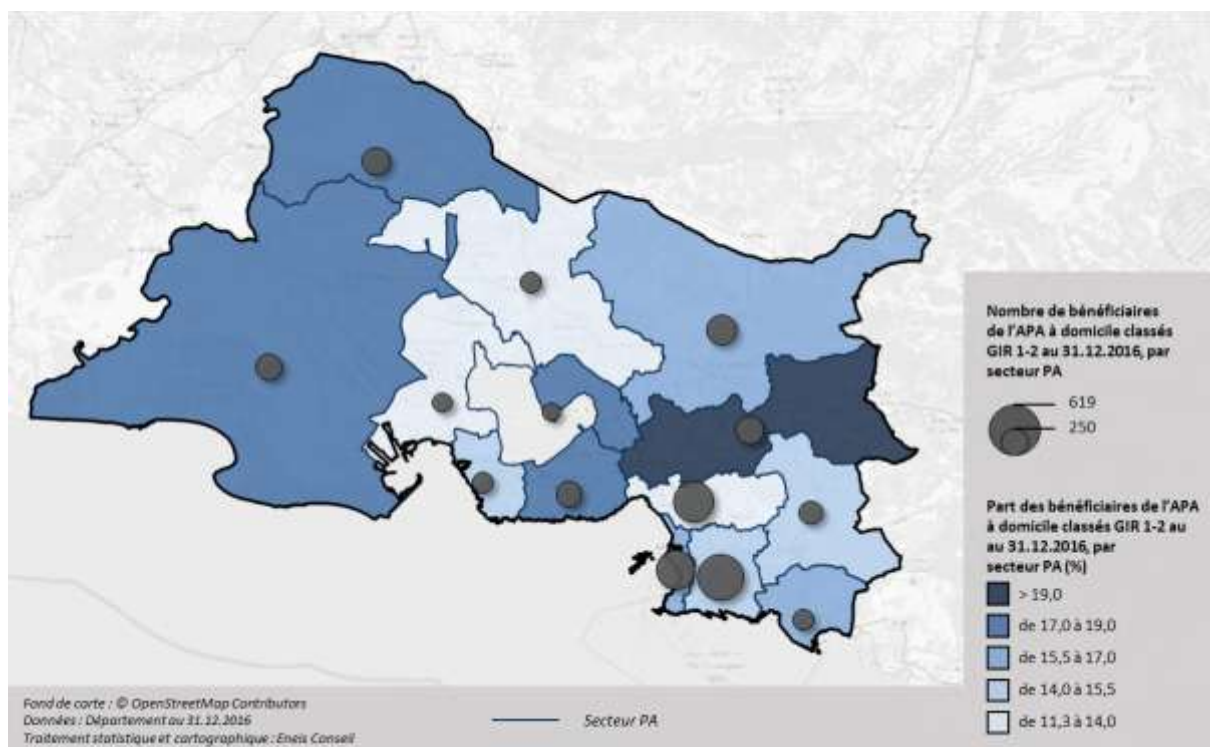 Nombre de bénéficiaires
de l'APA à domicile classés
GIR 1-2 au 31.12.2016, par
secteur PA
619
250
Part des bénéficiaires de l'APA
à domicile classés GIR 1-2 au
au 31.12.2016, par
secteur PA (%)
> 19,0
de 17,0 à 19,0
de 15,5 à 17,0
de 14,0 à 15,5
de 11,3 à 14,0
Fond de carte : © OpenStreetMap Contributors
Données : Département au 31.12.2016
Traitement statistique et cartographique : Eneis Conseil
Secteur PA